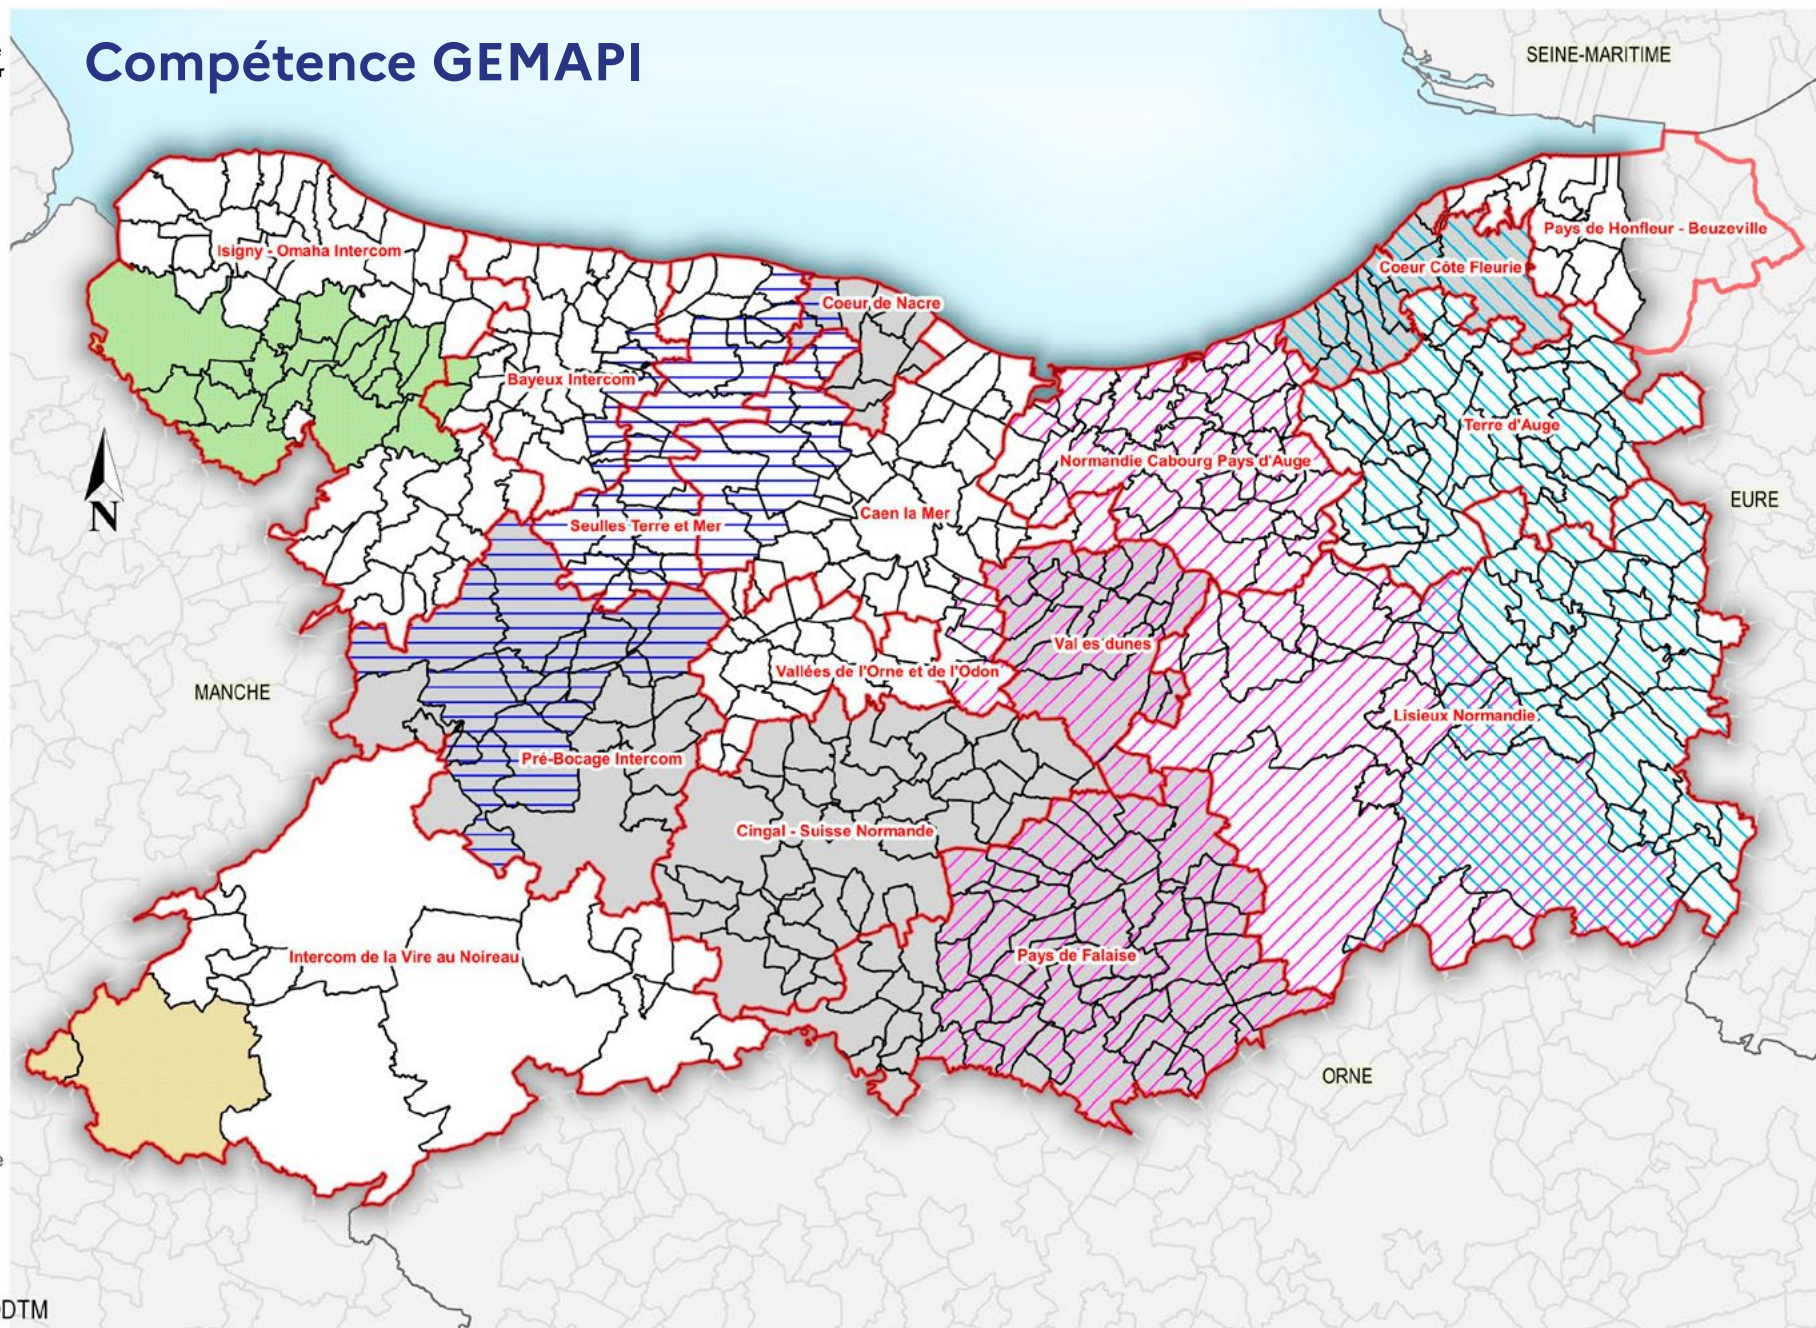 Compétence GEMAPI
SEINE-MARITIME
Pays de Honfleur - Beuzeville
Isigny - Omaha Intercom
Coeur Côte Fleurie
Coeur de Nacre
Bayeux Intercom
Terre d'Auge
Normandie Cabourg Pays d'Auge
EURE
N
Caen la Mer
Seulles Terre et Mer
Val es dunes
Vallées de l'Orne et de l'Odon
MANCHE
Lisieux Normandie
Pré-Bocage Intercom
Cingal - Suisse Normande
Intercom de la Vire au Noireau
Pays de Falaise
ORNE
DTM